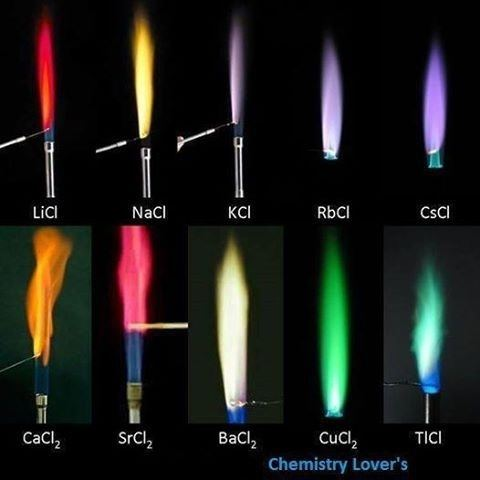 LiCl NaCl KCl RbCl CsCl
CaCl₂ SrCl₂ BaCl₂ CuCl₂ TlCl
Chemistry Lover's